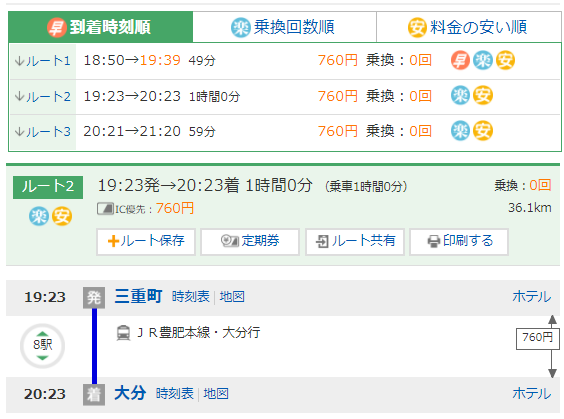 早 到着時刻順 楽 乗換回数順 安 料金の安い順
ルート1 18:50→19:39 49分 760円 乗換：0回 早 楽 安
ルート2 19:23→20:23 1時間0分 760円 乗換：0回 楽 安
ルート3 20:21→21:20 59分 760円 乗換：0回 楽 安
ルート2 19:23発→20:23着 1時間0分 （乗車1時間0分） 乗換：0回
楽 安 IC優先：760円 36.1km
ルート保存 定期券 ルート共有 印刷する
19:23 発 三重町 時刻表 | 地図 ホテル
8駅 ＪＲ豊肥本線・大分行 760円
20:23 着 大分 時刻表 | 地図 ホテル